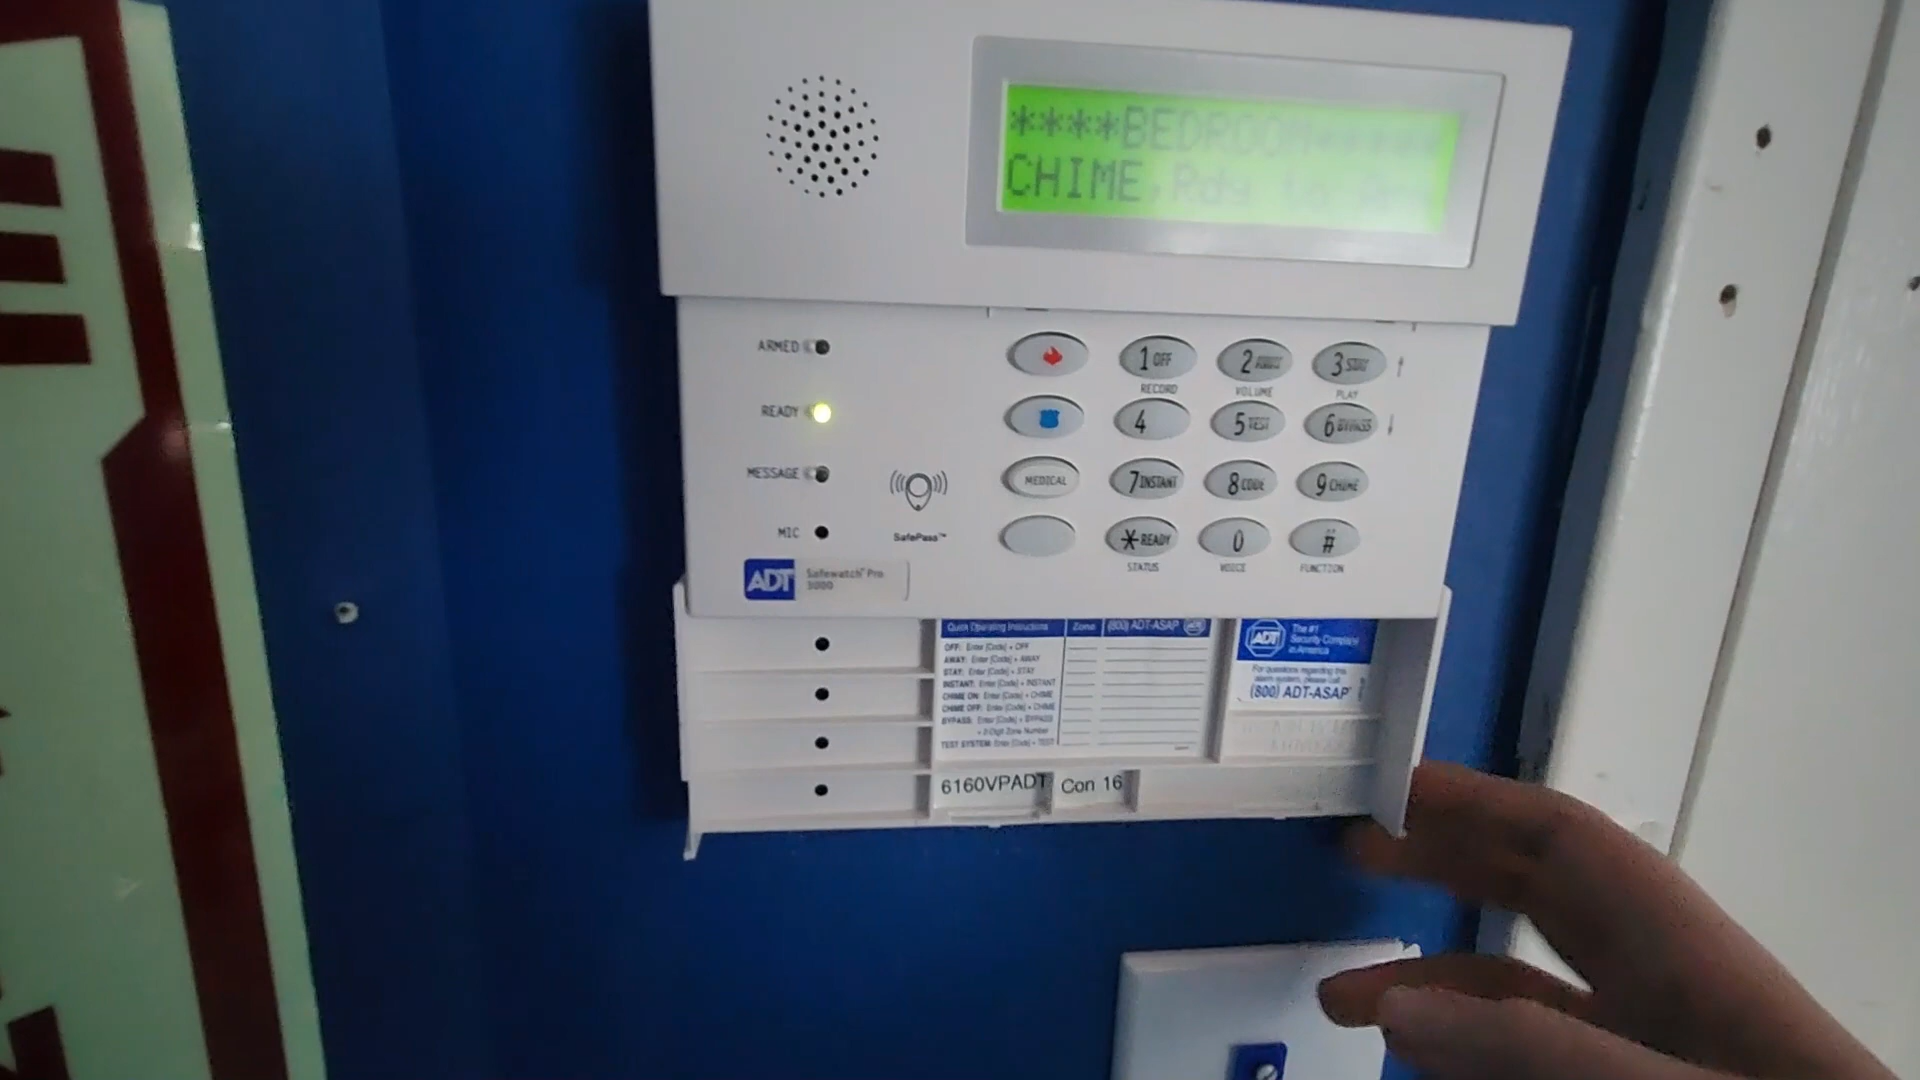 ****BEDROOM*****
CHIME, Rdy to Arm
ARMED
READY
MESSAGE
MIC
SafePass™
ADT Safewatch® Pro
3000
1 OFF
2 AWAY
3 STAY
↑
RECORD
VOLUME
PLAY
4
5 TEST
6 BYPASS
↓
MEDICAL
7 INSTANT
8 CODE
9 CHIME
* READY
0
#
STATUS
VOICE
FUNCTION
Quick Operating Instructions
OFF: Enter [Code] + OFF
AWAY: Enter [Code] + AWAY
STAY: Enter [Code] + STAY
INSTANT: Enter [Code] + INSTANT
CHIME ON: Enter [Code] + CHIME
CHIME OFF: Enter [Code] + CHIME
BYPASS: Enter [Code] + BYPASS
+ 2-Digit Zone Number
TEST SYSTEM: Enter [Code] + TEST
Zone
(800) ADT-ASAP
ADT
ADT
The #1
Security Company
in America
For questions regarding this
alarm system, please call
(800) ADT-ASAP®
6160VPADT
Con 16